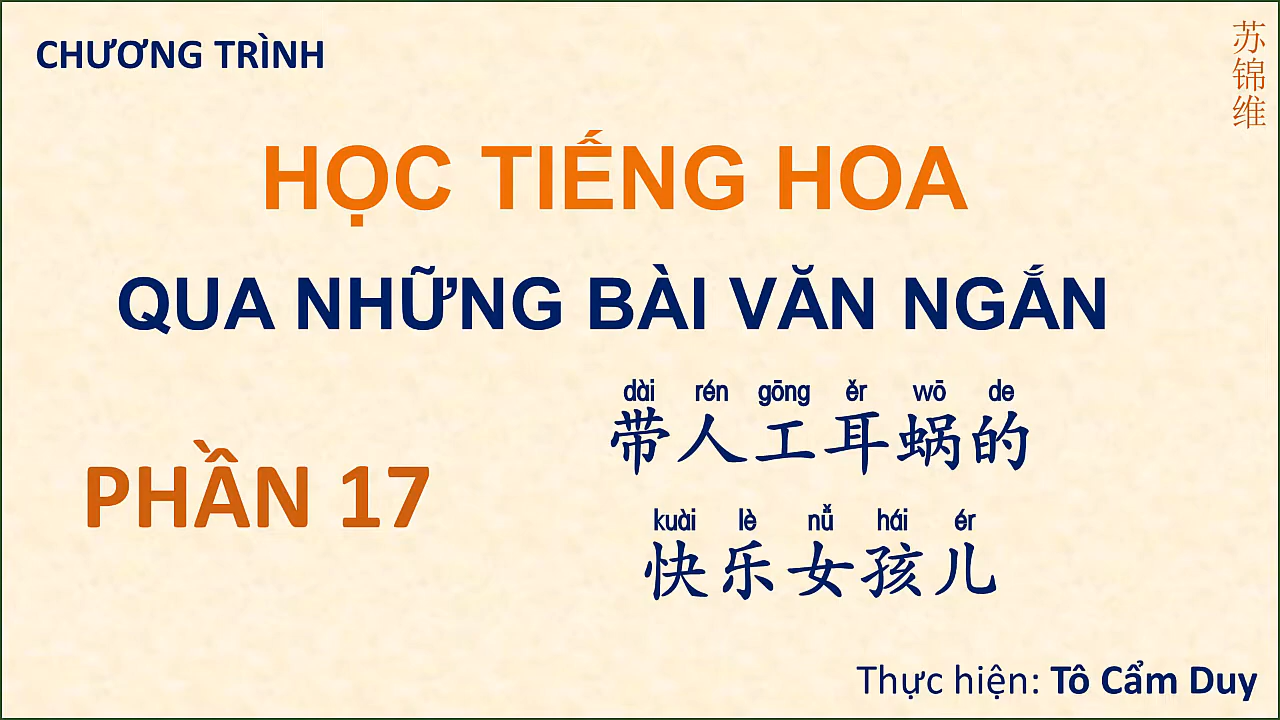 CHƯƠNG TRÌNH
苏锦维
HỌC TIẾNG HOA
QUA NHỮNG BÀI VĂN NGẮN
PHẦN 17
dài rén gōng ěr wō de
带人工耳蜗的
kuài lè nǚ hái ér
快乐女孩儿
Thực hiện: Tô Cẩm Duy